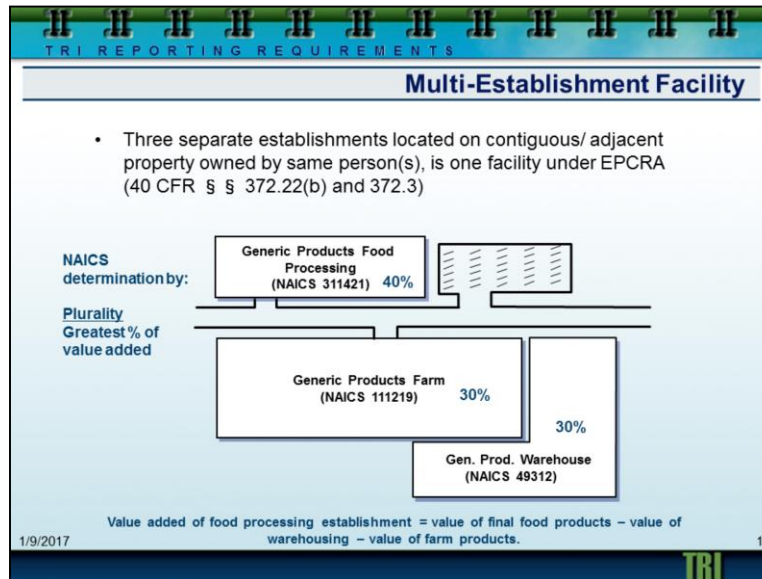 TRI REPORTING REQUIREMENTS
Multi-Establishment Facility
• Three separate establishments located on contiguous/ adjacent
property owned by same person(s), is one facility under EPCRA
(40 CFR § § 372.22(b) and 372.3)
NAICS
determination by:
Plurality
Greatest % of
value added
Generic Products Food
Processing
(NAICS 311421) 40%
Generic Products Farm
(NAICS 111219) 30%
30%
Gen. Prod. Warehouse
(NAICS 49312)
Value added of food processing establishment = value of final food products – value of
warehousing – value of farm products.
1/9/2017
1
TRI